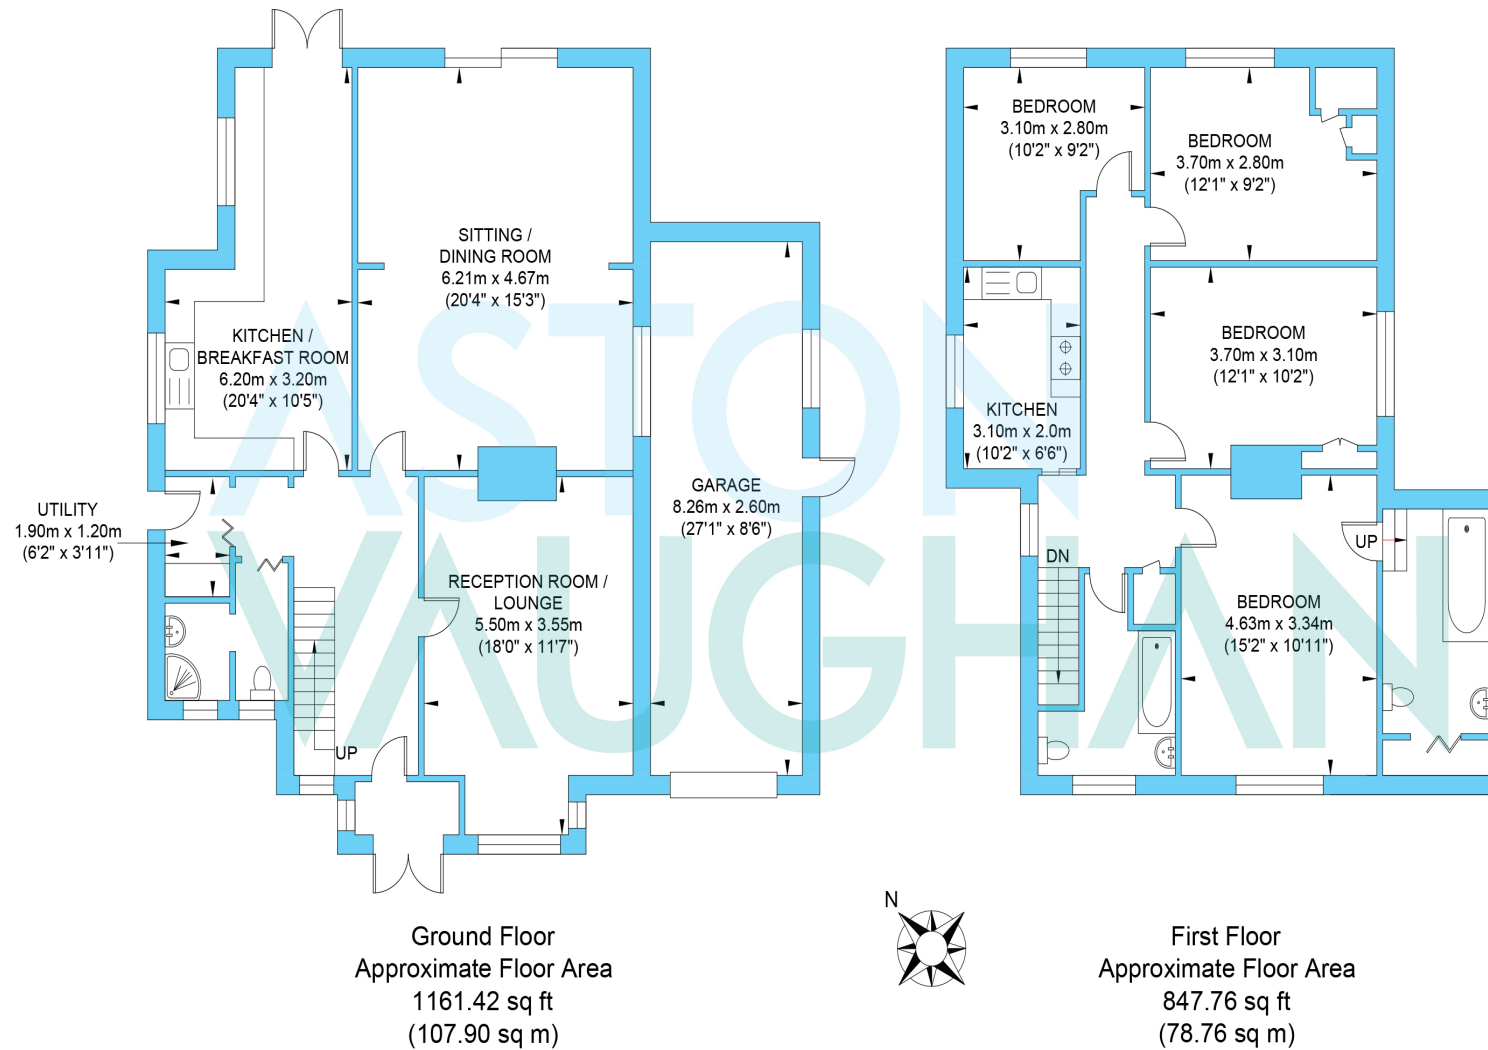 SITTING /
DINING ROOM
6.21m x 4.67m
(20'4" x 15'3")
KITCHEN /
BREAKFAST ROOM
6.20m x 3.20m
(20'4" x 10'5")
UTILITY
1.90m x 1.20m
(6'2" x 3'11")
GARAGE
8.26m x 2.60m
(27'1" x 8'6")
RECEPTION ROOM /
LOUNGE
5.50m x 3.55m
(18'0" x 11'7")
UP
BEDROOM
3.10m x 2.80m
(10'2" x 9'2")
BEDROOM
3.70m x 2.80m
(12'1" x 9'2")
BEDROOM
3.70m x 3.10m
(12'1" x 10'2")
KITCHEN
3.10m x 2.0m
(10'2" x 6'6")
DN
UP
BEDROOM
4.63m x 3.34m
(15'2" x 10'11")
ASTON
VAUGHAN
N
Ground Floor
Approximate Floor Area
1161.42 sq ft
(107.90 sq m)
First Floor
Approximate Floor Area
847.76 sq ft
(78.76 sq m)